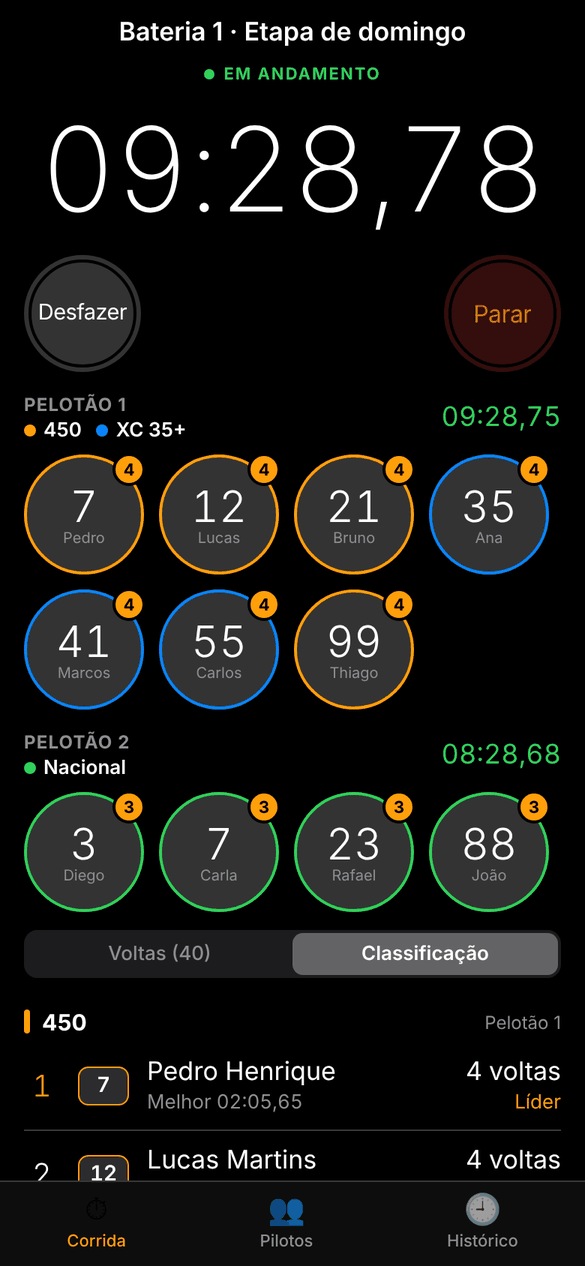 Bateria 1 · Etapa de domingo
EM ANDAMENTO
09:28,78
Desfazer
Parar
PELOTÃO 1
09:28,75
450 XC 35+
4 4 4 4
7 12 21 35
Pedro Lucas Bruno Ana
4 4 4
41 55 99
Marcos Carlos Thiago
PELOTÃO 2
08:28,68
Nacional
3 3 3 3
3 7 23 88
Diego Carla Rafael João
Voltas (40) Classificação
450 Pelotão 1
1 7 Pedro Henrique 4 voltas
Melhor 02:05,65 Líder
2 12 Lucas Martins 4 voltas
Corrida Pilotos Histórico